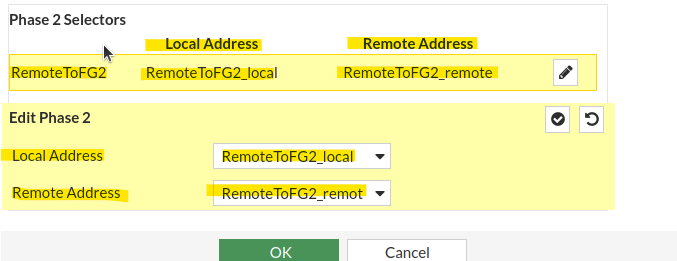 Phase 2 Selectors
Local Address Remote Address
RemoteToFG2 RemoteToFG2_local RemoteToFG2_remote
Edit Phase 2
Local Address RemoteToFG2_local
Remote Address RemoteToFG2_remot
OK Cancel